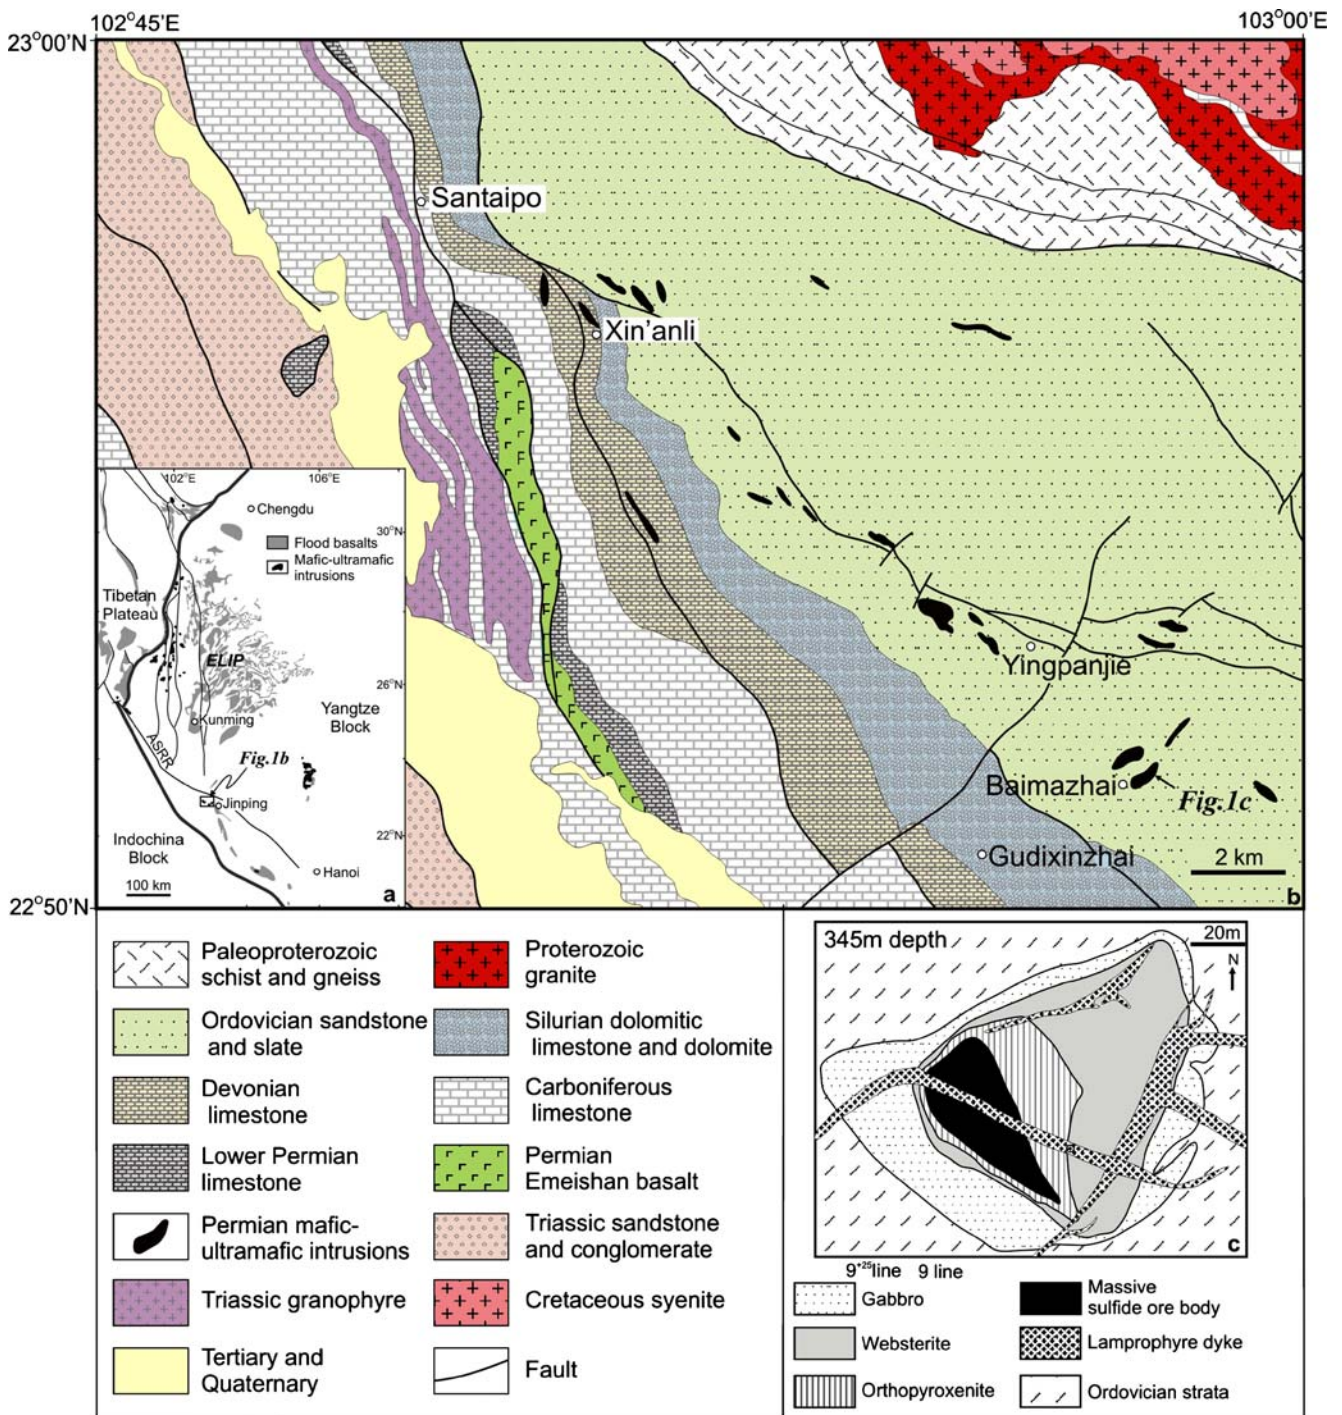 102°45'E
103°00'E
23°00'N
Santaipo
Xin'anli
Yingpanjie
Baimazhai
Fig.1c
Gudixinzhai
2 km
b
22°50'N
102°E
106°E
Chengdu
30°N
Flood basalts
Mafic-ultramafic
intrusions
Tibetan
Plateau
ELIP
26°N
Yangtze
Block
Kunming
ASRR
Fig.1b
Jinping
22°N
Indochina
Block
Hanoi
100 km
a
F
F
F
F
F
F
F
Paleoproterozoic
schist and gneiss
Proterozoic
granite
Ordovician sandstone
and slate
Silurian dolomitic
limestone and dolomite
Devonian
limestone
Carboniferous
limestone
Lower Permian
limestone
Permian
Emeishan basalt
Permian mafic-
ultramafic intrusions
Triassic sandstone
and conglomerate
Triassic granophyre
Cretaceous syenite
Tertiary and
Quaternary
Fault
345m depth
20m
N
c
9⁺²⁵line 9 line
Gabbro
Massive
sulfide ore body
Websterite
Lamprophyre dyke
Orthopyroxenite
Ordovician strata